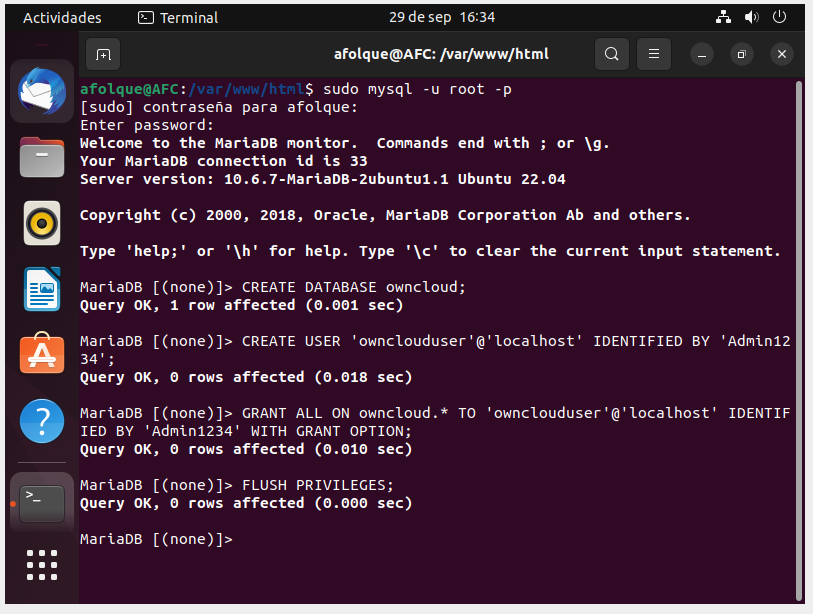 Actividades
Terminal
29 de sep 16:34
afolque@AFC: /var/www/html
afolque@AFC:/var/www/html$ sudo mysql -u root -p
[sudo] contraseña para afolque:
Enter password:
Welcome to the MariaDB monitor.  Commands end with ; or \g.
Your MariaDB connection id is 33
Server version: 10.6.7-MariaDB-2ubuntu1.1 Ubuntu 22.04
Copyright (c) 2000, 2018, Oracle, MariaDB Corporation Ab and others.
Type 'help;' or '\h' for help. Type '\c' to clear the current input statement.
MariaDB [(none)]> CREATE DATABASE owncloud;
Query OK, 1 row affected (0.001 sec)
MariaDB [(none)]> CREATE USER 'ownclouduser'@'localhost' IDENTIFIED BY 'Admin12
34';
Query OK, 0 rows affected (0.018 sec)
MariaDB [(none)]> GRANT ALL ON owncloud.* TO 'ownclouduser'@'localhost' IDENTIF
IED BY 'Admin1234' WITH GRANT OPTION;
Query OK, 0 rows affected (0.010 sec)
MariaDB [(none)]> FLUSH PRIVILEGES;
Query OK, 0 rows affected (0.000 sec)
MariaDB [(none)]>